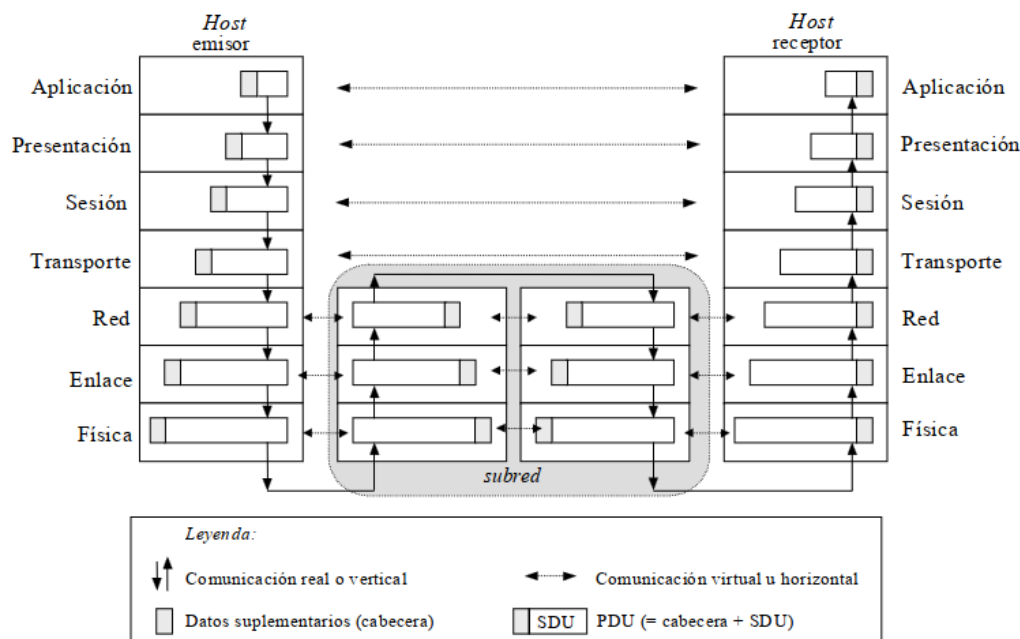 Host
emisor
Host
receptor
Aplicación
Aplicación
Presentación
Presentación
Sesión
Sesión
Transporte
Transporte
Red
Red
Enlace
Enlace
Física
Física
subred
Leyenda:
Comunicación real o vertical
Comunicación virtual u horizontal
Datos suplementarios (cabecera)
SDU
PDU (= cabecera + SDU)